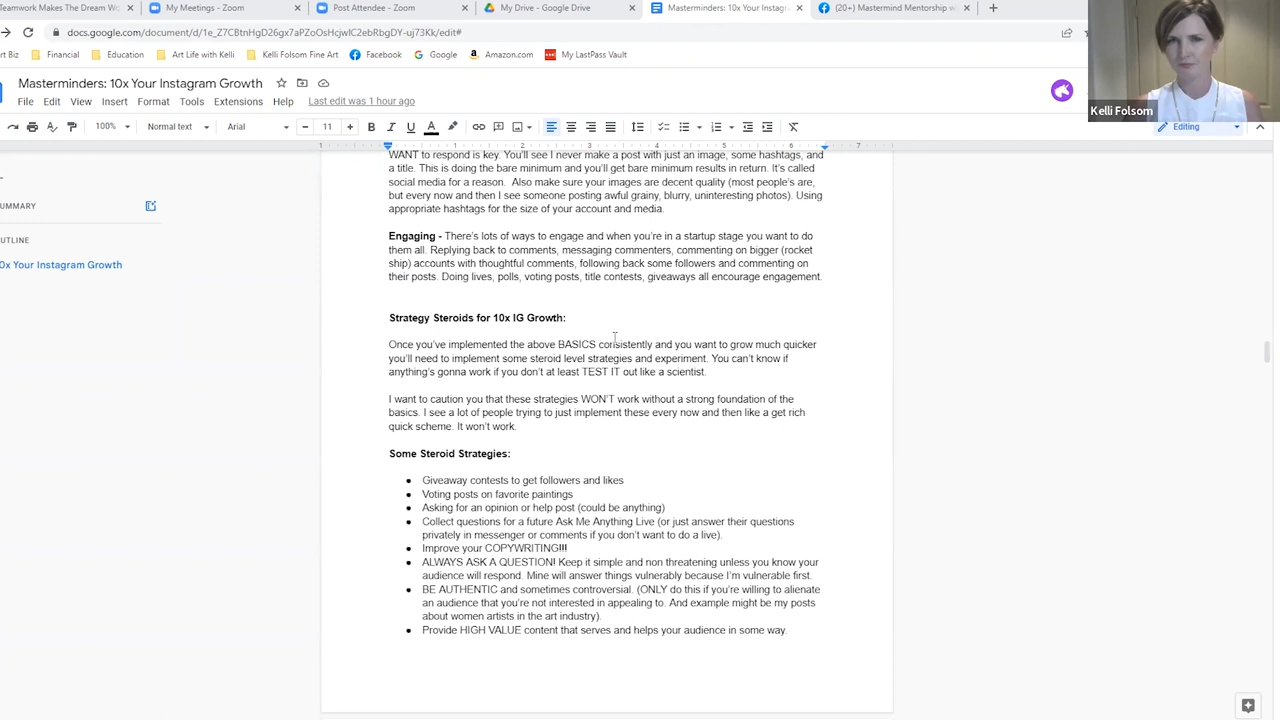 Teamwork Makes The Dream Wo
My Meetings - Zoom
Post Attendee - Zoom
My Drive - Google Drive
Masterminders: 10x Your Instagra
(20+) Mastermind Mentorship wi
docs.google.com/document/d/1e_Z7CBtnHgD26gx7aPZoOsHcjwlC2ebRbgDY-uj73Kk/edit#
rt Biz Financial Education Art Life with Kelli Kelli Folsom Fine Art Facebook Google Amazon.com My LastPass Vault
Masterminders: 10x Your Instagram Growth
File Edit View Insert Format Tools Extensions Help Last edit was 1 hour ago
Kelli Folsom
100% Normal text Arial 11 Editing
1 1 2 3 4 5 6 7
WANT to respond is key. You'll see I never make a post with just an image, some hashtags, and
a title. This is doing the bare minimum and you'll get bare minimum results in return. It's called
social media for a reason. Also make sure your images are decent quality (most people's are,
but every now and then I see someone posting awful grainy, blurry, uninteresting photos). Using
appropriate hashtags for the size of your account and media.
UMMARY
OUTLINE
0x Your Instagram Growth
Engaging - There's lots of ways to engage and when you're in a startup stage you want to do
them all. Replying back to comments, messaging commenters, commenting on bigger (rocket
ship) accounts with thoughtful comments, following back some followers and commenting on
their posts. Doing lives, polls, voting posts, title contests, giveaways all encourage engagement.
Strategy Steroids for 10x IG Growth:
Once you've implemented the above BASICS consistently and you want to grow much quicker
you'll need to implement some steroid level strategies and experiment. You can't know if
anything's gonna work if you don't at least TEST IT out like a scientist.
I want to caution you that these strategies WON'T work without a strong foundation of the
basics. I see a lot of people trying to just implement these every now and then like a get rich
quick scheme. It won't work.
Some Steroid Strategies:
● Giveaway contests to get followers and likes
● Voting posts on favorite paintings
● Asking for an opinion or help post (could be anything)
● Collect questions for a future Ask Me Anything Live (or just answer their questions
privately in messenger or comments if you don't want to do a live).
● Improve your COPYWRITING!!!
● ALWAYS ASK A QUESTION! Keep it simple and non threatening unless you know your
audience will respond. Mine will answer things vulnerably because I'm vulnerable first.
● BE AUTHENTIC and sometimes controversial. (ONLY do this if you're willing to alienate
an audience that you're not interested in appealing to. And example might be my posts
about women artists in the art industry).
● Provide HIGH VALUE content that serves and helps your audience in some way.